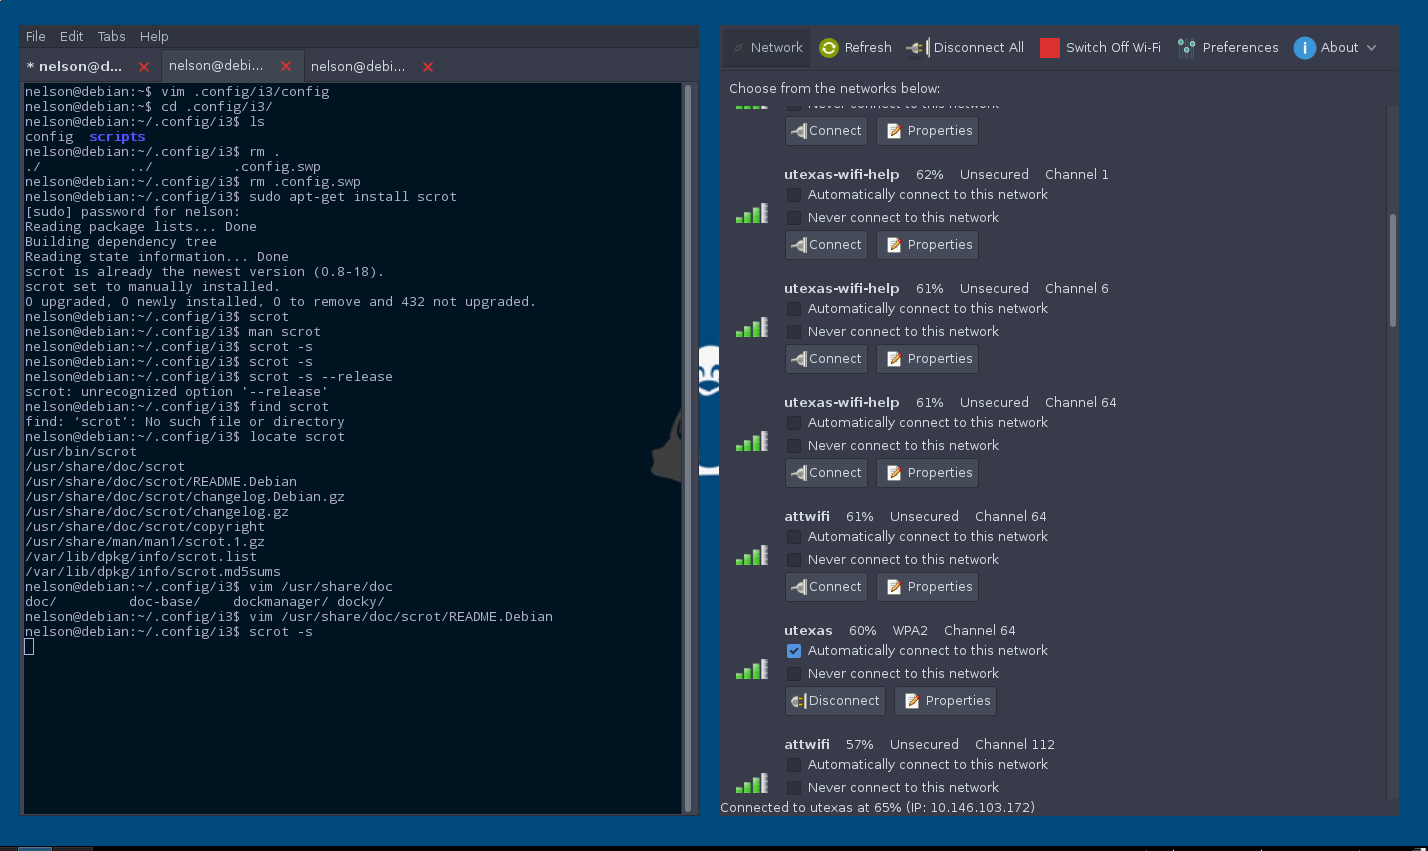 File Edit Tabs Help
* nelson@d... nelson@debi... nelson@debi...
nelson@debian:~$ vim .config/i3/config
nelson@debian:~$ cd .config/i3/
nelson@debian:~/.config/i3$ ls
config  scripts
nelson@debian:~/.config/i3$ rm .
./           ../          .config.swp
nelson@debian:~/.config/i3$ rm .config.swp
nelson@debian:~/.config/i3$ sudo apt-get install scrot
[sudo] password for nelson:
Reading package lists... Done
Building dependency tree
Reading state information... Done
scrot is already the newest version (0.8-18).
scrot set to manually installed.
0 upgraded, 0 newly installed, 0 to remove and 432 not upgraded.
nelson@debian:~/.config/i3$ scrot
nelson@debian:~/.config/i3$ man scrot
nelson@debian:~/.config/i3$ scrot -s
nelson@debian:~/.config/i3$ scrot -s
nelson@debian:~/.config/i3$ scrot -s --release
scrot: unrecognized option '--release'
nelson@debian:~/.config/i3$ find scrot
find: ‘scrot’: No such file or directory
nelson@debian:~/.config/i3$ locate scrot
/usr/bin/scrot
/usr/share/doc/scrot
/usr/share/doc/scrot/README.Debian
/usr/share/doc/scrot/changelog.Debian.gz
/usr/share/doc/scrot/changelog.gz
/usr/share/doc/scrot/copyright
/usr/share/man/man1/scrot.1.gz
/var/lib/dpkg/info/scrot.list
/var/lib/dpkg/info/scrot.md5sums
nelson@debian:~/.config/i3$ vim /usr/share/doc
doc/         doc-base/    dockmanager/ docky/
nelson@debian:~/.config/i3$ vim /usr/share/doc/scrot/README.Debian
nelson@debian:~/.config/i3$ scrot -s
Network Refresh Disconnect All Switch Off Wi-Fi Preferences About
Choose from the networks below:
Never connect to this network
Connect Properties
utexas-wifi-help 62% Unsecured Channel 1
Automatically connect to this network
Never connect to this network
Connect Properties
utexas-wifi-help 61% Unsecured Channel 6
Automatically connect to this network
Never connect to this network
Connect Properties
utexas-wifi-help 61% Unsecured Channel 64
Automatically connect to this network
Never connect to this network
Connect Properties
attwifi 61% Unsecured Channel 64
Automatically connect to this network
Never connect to this network
Connect Properties
utexas 60% WPA2 Channel 64
Automatically connect to this network
Never connect to this network
Disconnect Properties
attwifi 57% Unsecured Channel 112
Automatically connect to this network
Never connect to this network
Connected to utexas at 65% (IP: 10.146.103.172)